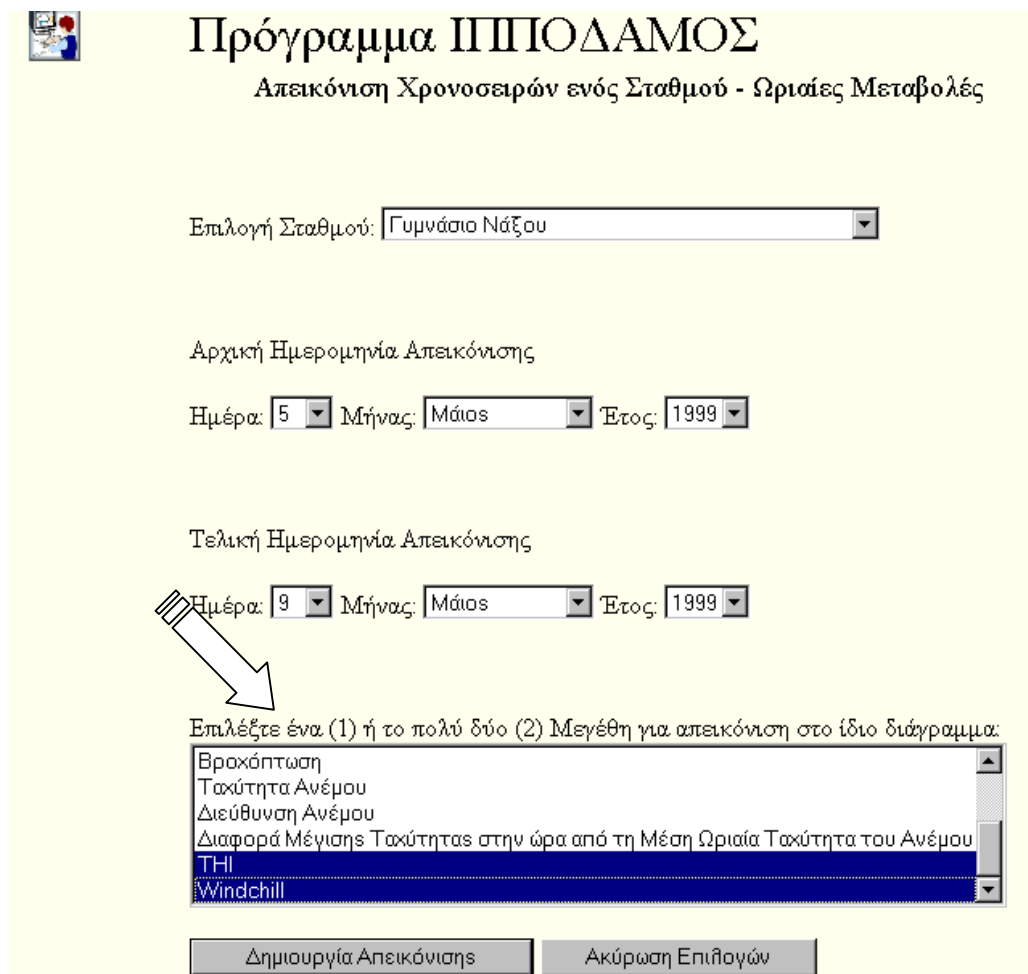 Πρόγραμμα ΙΠΠΟΔΑΜΟΣ
Απεικόνιση Χρονοσειρών ενός Σταθμού - Ωριαίες Μεταβολές
Επιλογή Σταθμού: Γυμνάσιο Νάξου
Αρχική Ημερομηνία Απεικόνισης
Ημέρα: 5 Μήνας: Μάιος Έτος: 1999
Τελική Ημερομηνία Απεικόνισης
Ημέρα: 9 Μήνας: Μάιος Έτος: 1999
Επιλέξτε ένα (1) ή το πολύ δύο (2) Μεγέθη για απεικόνιση στο ίδιο διάγραμμα:
Βροχόπτωση
Ταχύτητα Ανέμου
Διεύθυνση Ανέμου
Διαφορά Μέγισης Ταχύτητας στην ώρα από τη Μέση Ωριαία Ταχύτητα του Ανέμου
THI
Windchill
Δημιουργία Απεικόνισης Ακύρωση Επιλογών